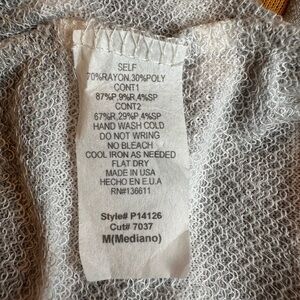 SELF
70%RAYON,30%POLY
CONT1
87%P,9%R,4%SP
CONT2
67%R,29%P,4%SP
HAND WASH COLD
DO NOT WRING
NO BLEACH
COOL IRON AS NEEDED
FLAT DRY
MADE IN USA
HECHO EN E.U.A
RN#136611
Style# P14126
Cut# 7037
M(Mediano)